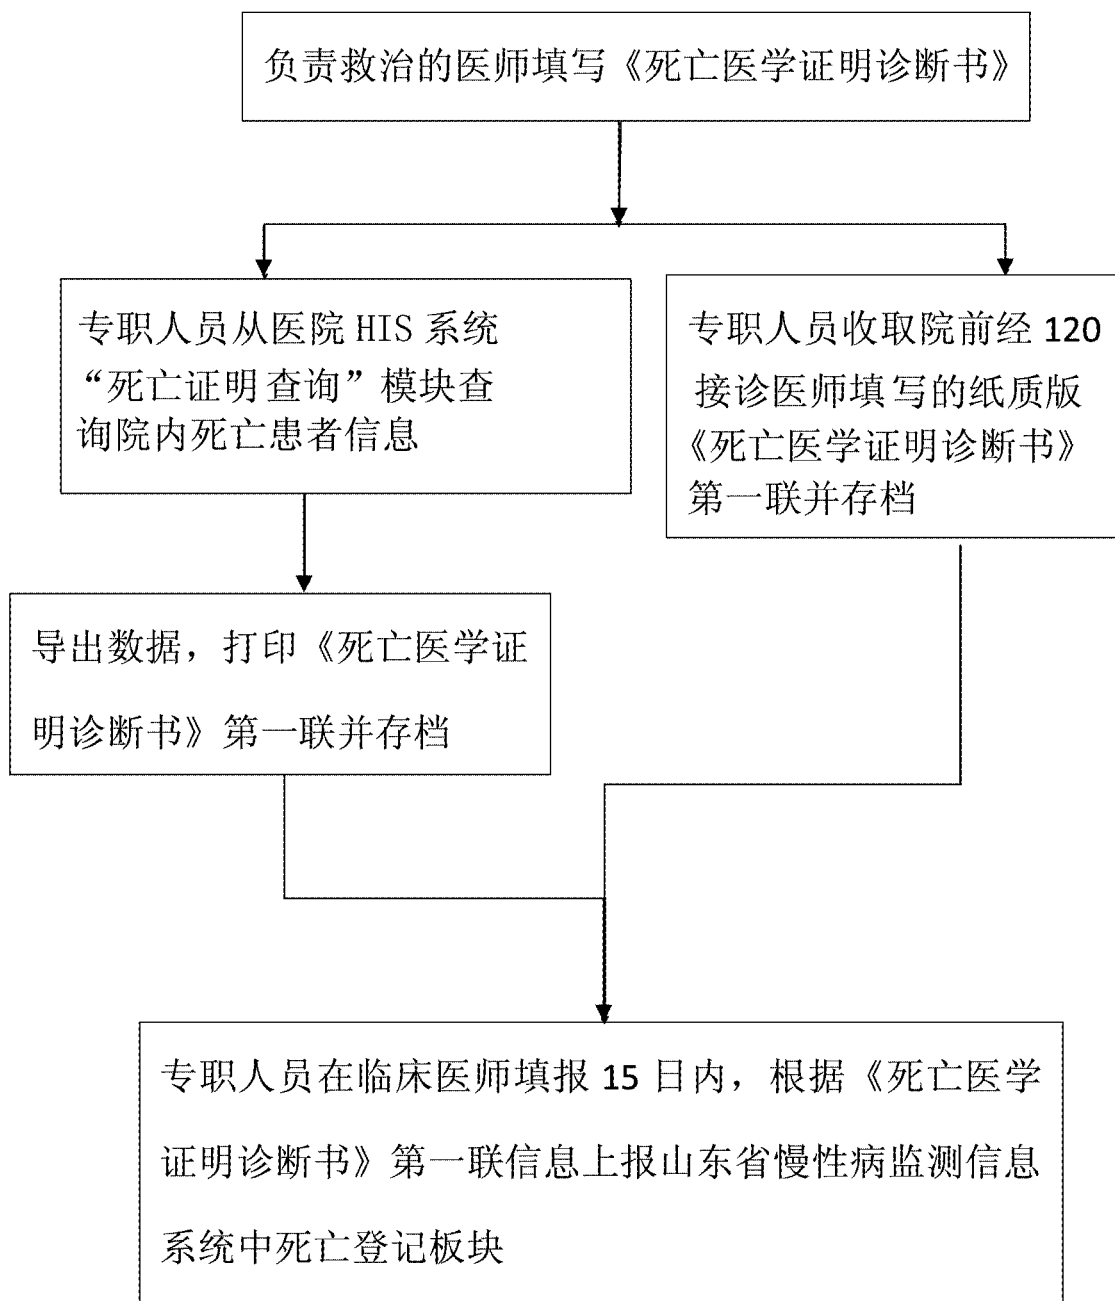 负责救治的医师填写《死亡医学证明诊断书》
专职人员从医院 HIS 系统
“死亡证明查询”模块查
询院内死亡患者信息
专职人员收取院前经 120
接诊医师填写的纸质版
《死亡医学证明诊断书》
第一联并存档
导出数据，打印《死亡医学证
明诊断书》第一联并存档
专职人员在临床医师填报 15 日内，根据《死亡医学
证明诊断书》第一联信息上报山东省慢性病监测信息
系统中死亡登记板块